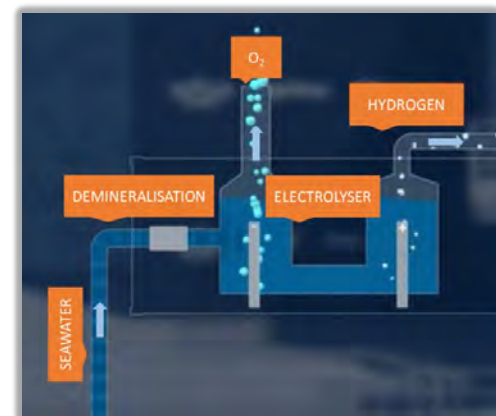 O₂
HYDROGEN
DEMINERALISATION
ELECTROLYSER
SEAWATER